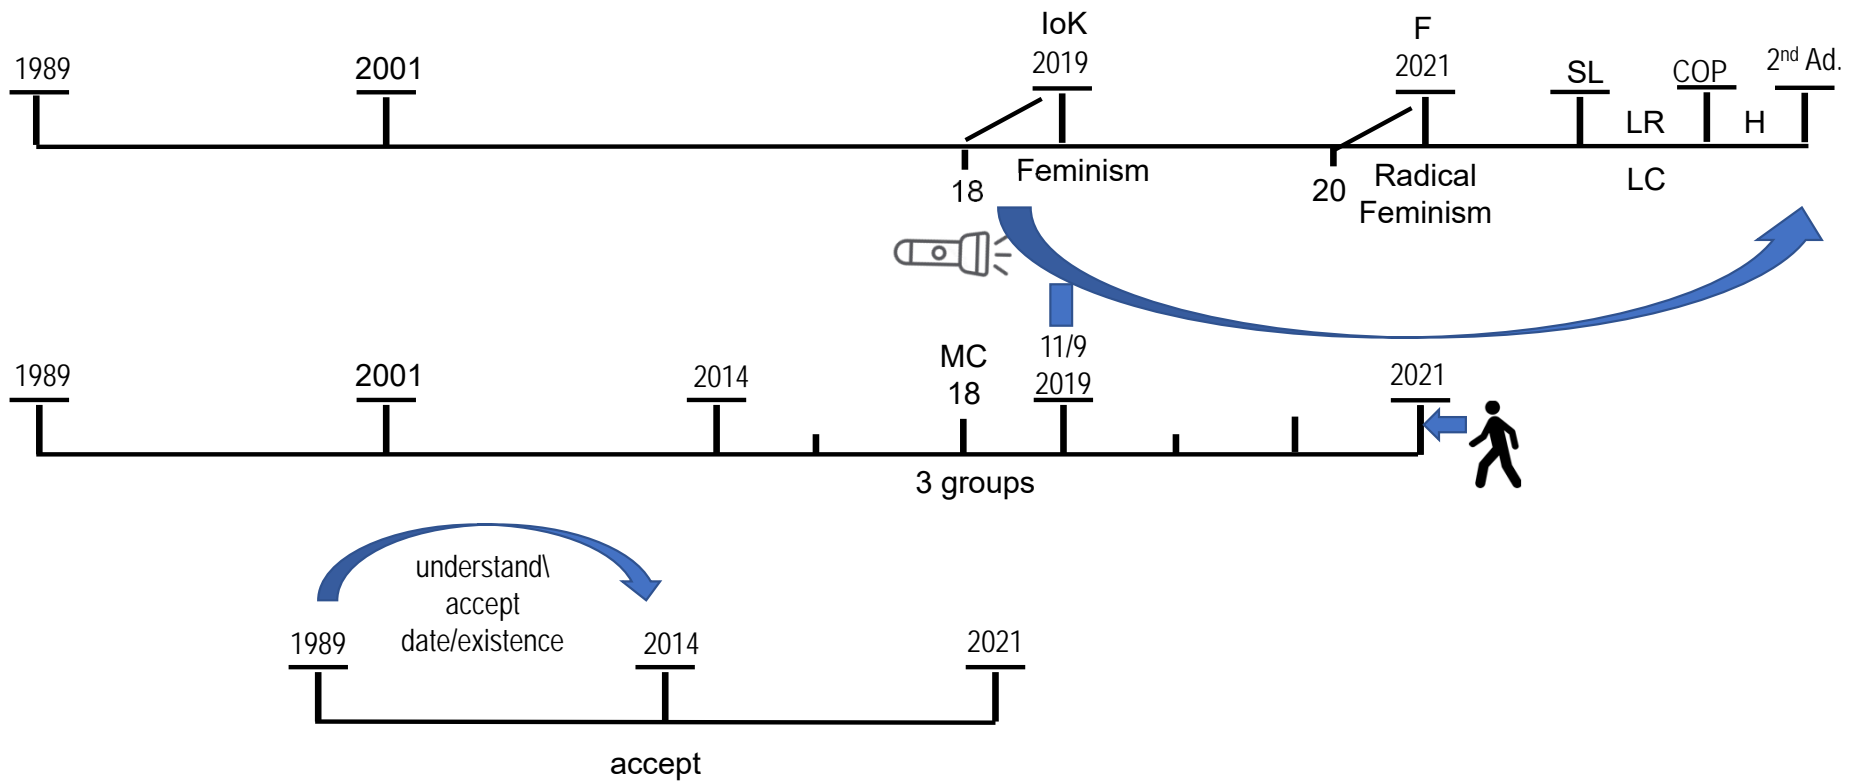 IoK
F
1989
2001
2019
2021
SL
COP
2nd Ad.
LR
H
18
Feminism
20
Radical
Feminism
LC
11/9
MC
1989
2001
2014
18
2019
2021
3 groups
understand\
accept
date/existence
1989
2014
2021
accept